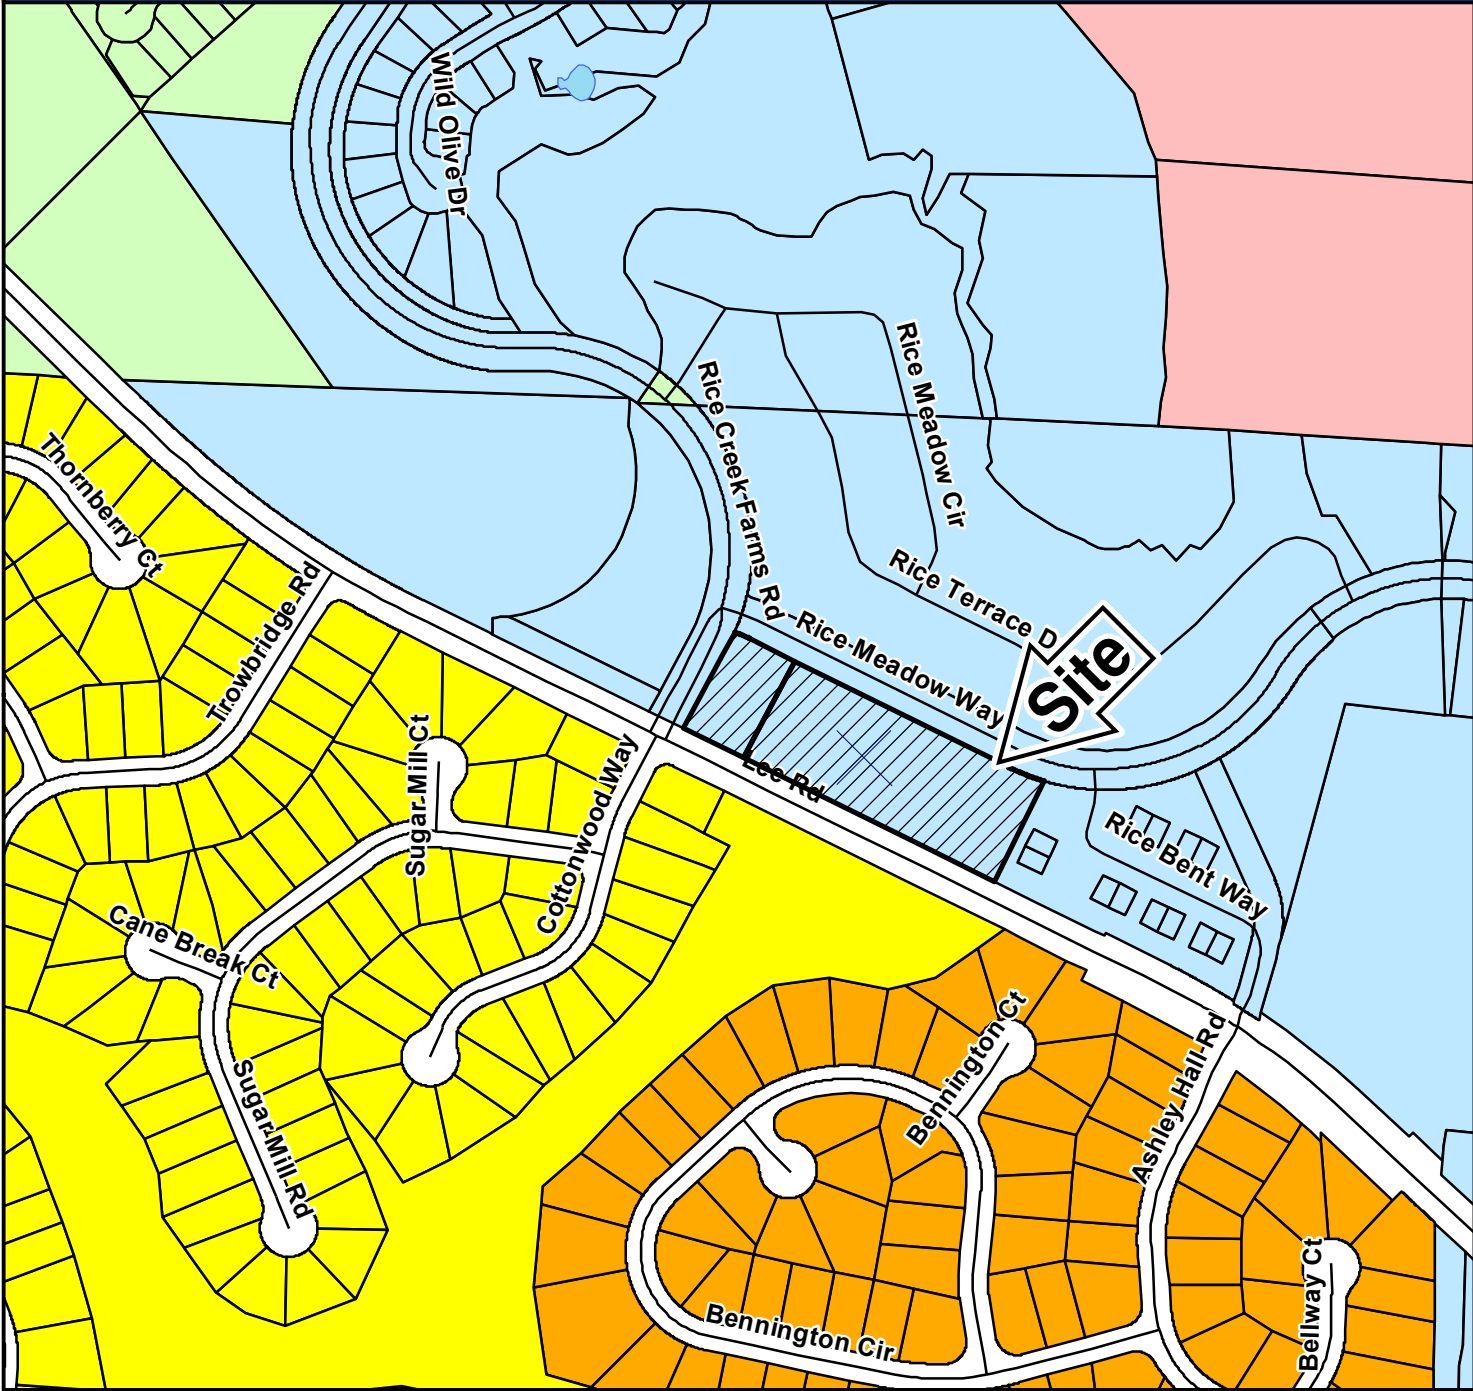 Wild Olive Dr
Rice Creek Farms Rd
Rice Meadow Cir
Thornberry Ct
Trowbridge Rd
Rice Terrace D
Rice Meadow Way
Site
Sugar Mill Ct
Cottonwood Way
Lee Rd
Rice Bent Way
Cane Break Ct
Bennington Ct
Ashley Hall Rd
Sugar Mill Rd
Bennington Cir
Bellway Ct